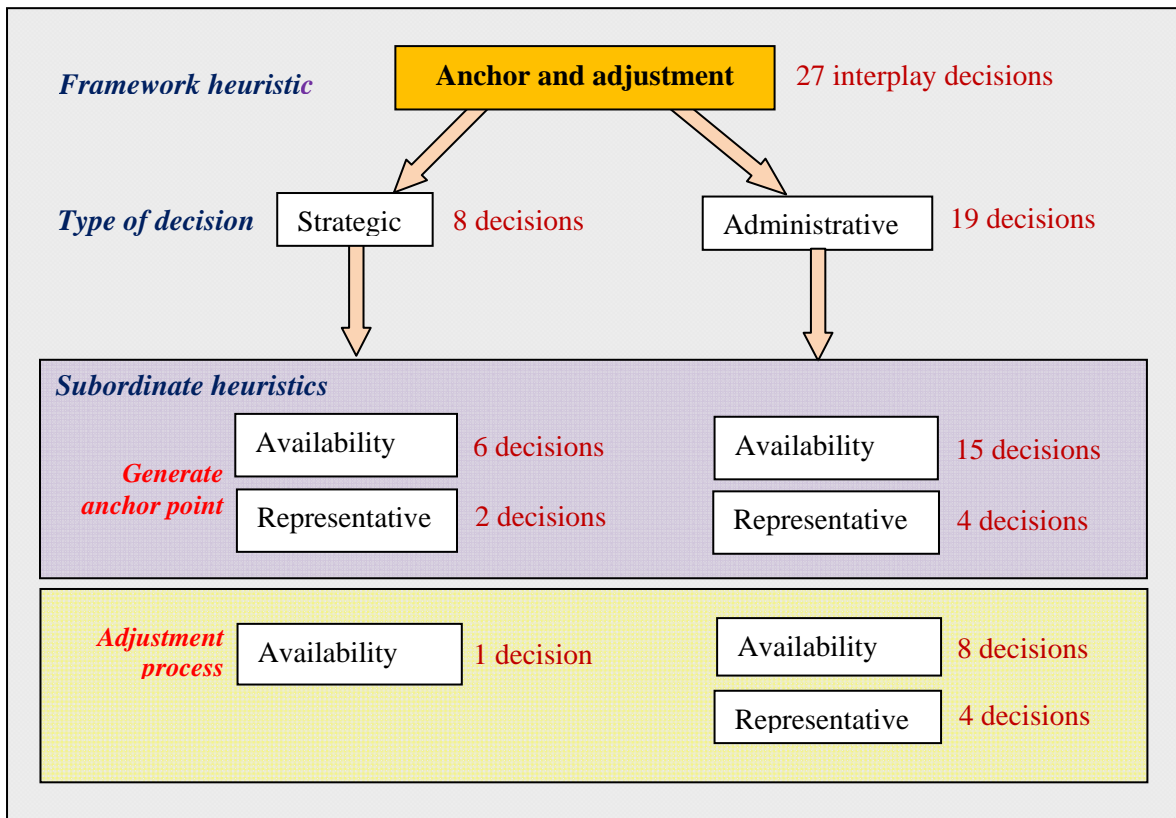 Framework heuristic
Anchor and adjustment
27 interplay decisions
Type of decision
Strategic
8 decisions
Administrative
19 decisions
Subordinate heuristics
Generate
anchor point
Availability
6 decisions
Representative
2 decisions
Availability
15 decisions
Representative
4 decisions
Adjustment
process
Availability
1 decision
Availability
8 decisions
Representative
4 decisions